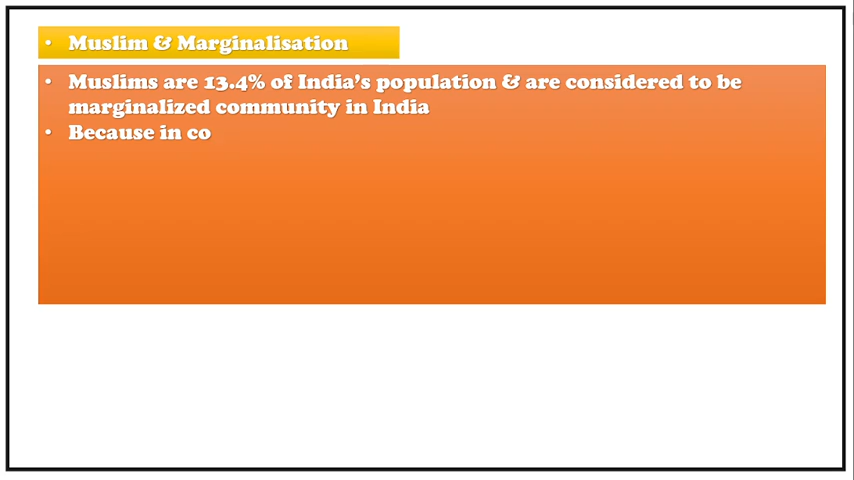 • Muslim & Marginalisation
• Muslims are 13.4% of India's population & are considered to be
marginalized community in India
• Because in co